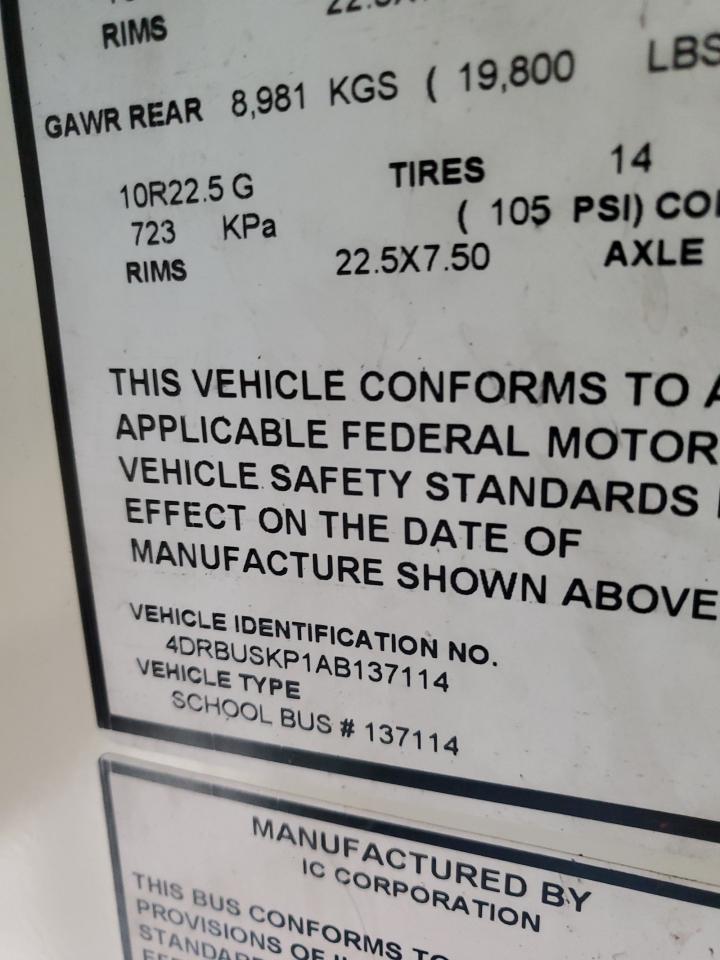 RIMS
GAWR REAR 8,981 KGS ( 19,800 LBS
10R22.5 G TIRES 14
723 KPa ( 105 PSI)
RIMS 22.5X7.50 AXLE
THIS VEHICLE CONFORMS TO
APPLICABLE FEDERAL MOTOR
VEHICLE SAFETY STANDARDS
EFFECT ON THE DATE OF
MANUFACTURE SHOWN ABOVE
VEHICLE IDENTIFICATION NO.
4DRBUSKP1AB137114
VEHICLE TYPE
SCHOOL BUS # 137114
MANUFACTURED BY
IC CORPORATION
THIS BUS CONFORMS TO
PROVISIONS OF